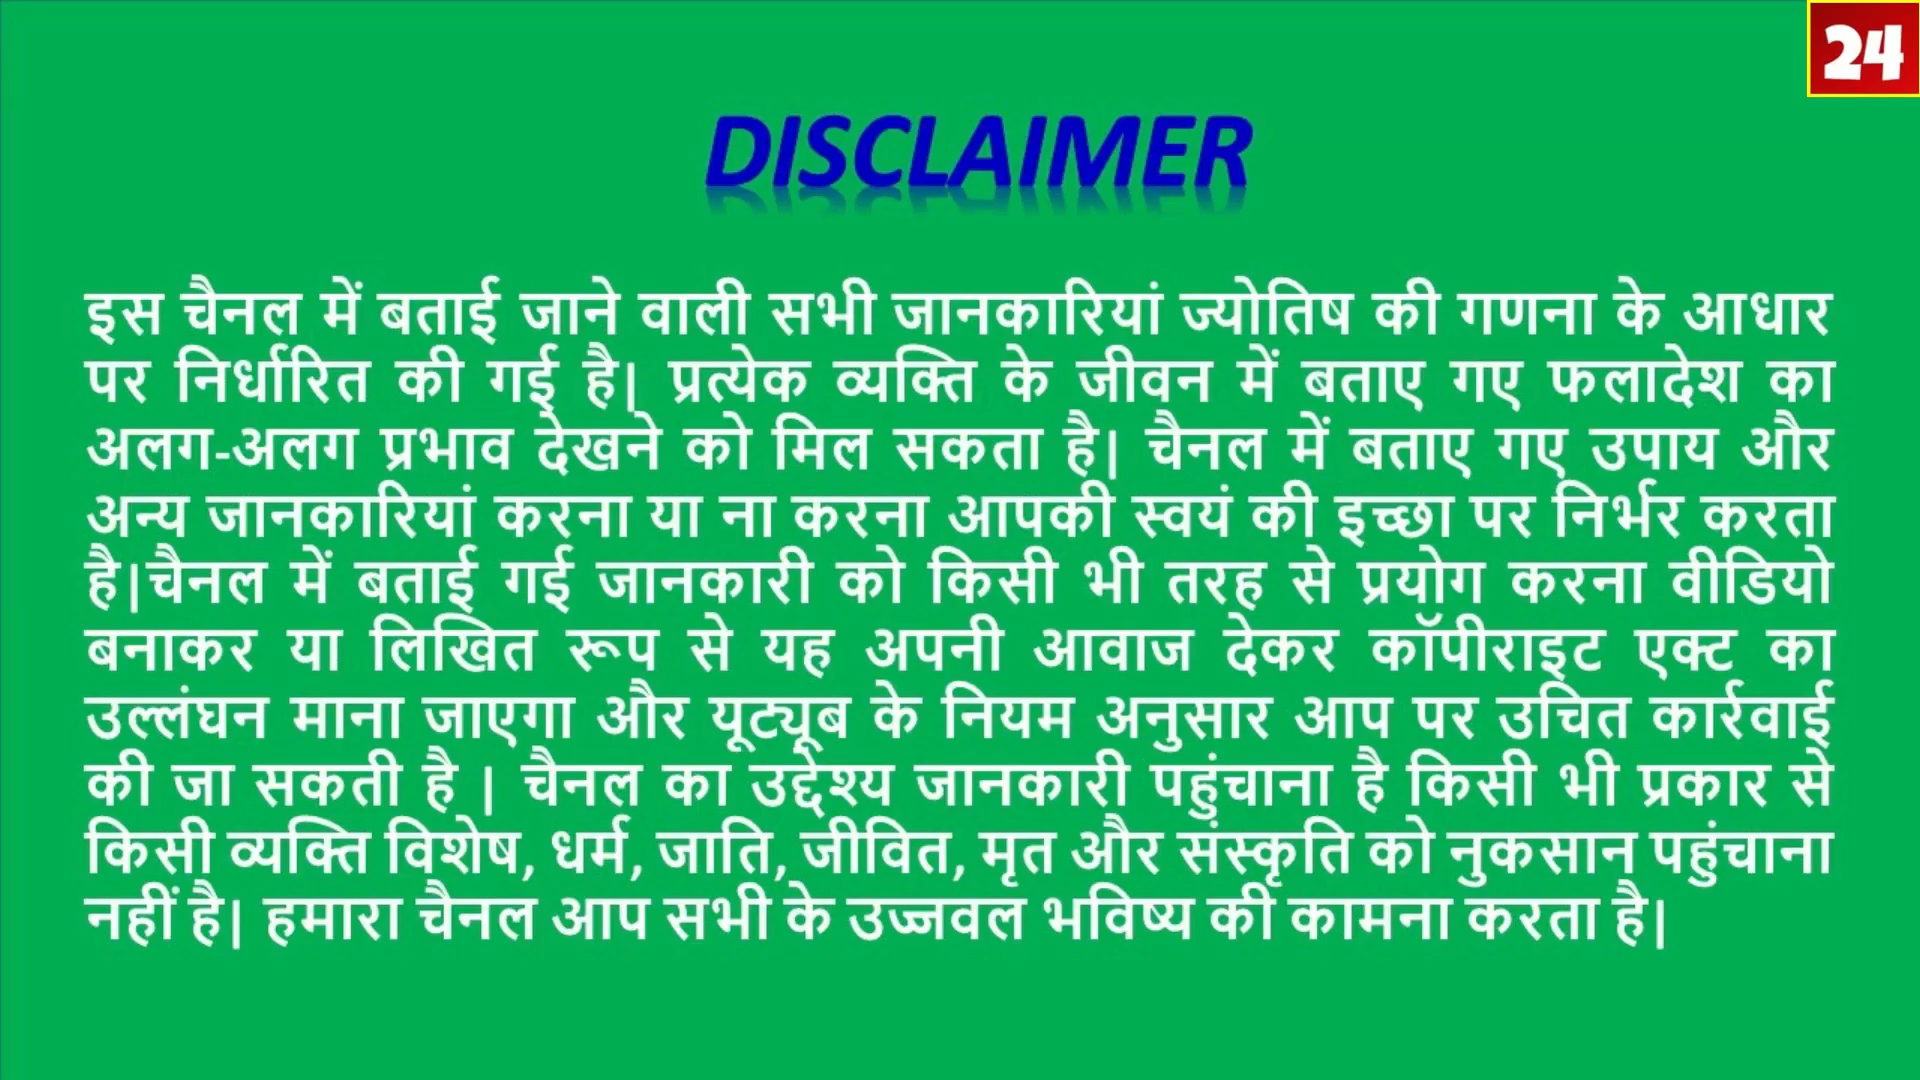 24
DISCLAIMER
इस चैनल में बताई जाने वाली सभी जानकारियां ज्योतिष की गणना के आधार
पर निर्धारित की गई है| प्रत्येक व्यक्ति के जीवन में बताए गए फलादेश का
अलग-अलग प्रभाव देखने को मिल सकता है| चैनल में बताए गए उपाय और
अन्य जानकारियां करना या ना करना आपकी स्वयं की इच्छा पर निर्भर करता
है|चैनल में बताई गई जानकारी को किसी भी तरह से प्रयोग करना वीडियो
बनाकर या लिखित रूप से यह अपनी आवाज देकर कॉपीराइट एक्ट का
उल्लंघन माना जाएगा और यूट्यूब के नियम अनुसार आप पर उचित कार्रवाई
की जा सकती है | चैनल का उद्देश्य जानकारी पहुंचाना है किसी भी प्रकार से
किसी व्यक्ति विशेष, धर्म, जाति, जीवित, मृत और संस्कृति को नुकसान पहुंचाना
नहीं है| हमारा चैनल आप सभी के उज्जवल भविष्य की कामना करता है|